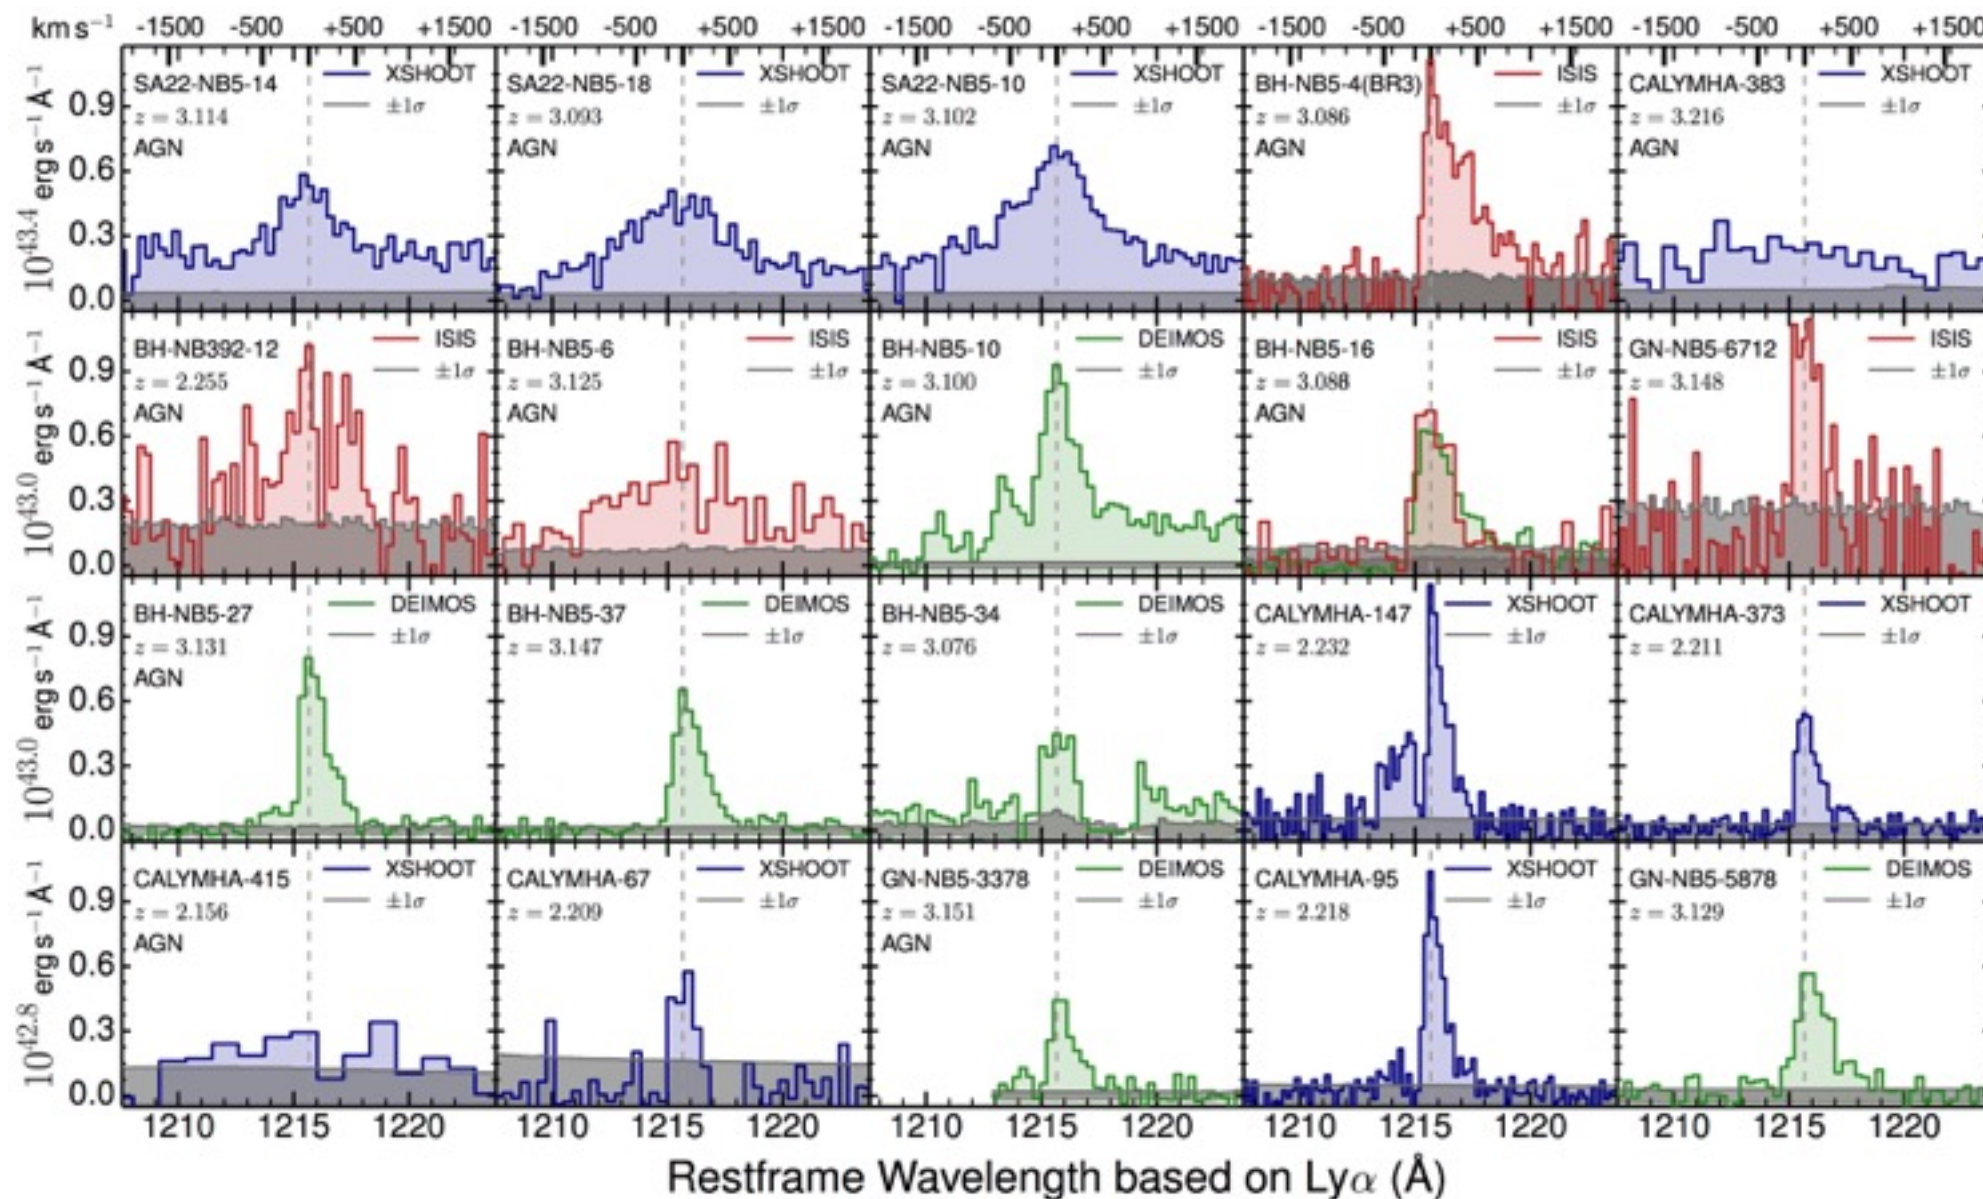 km s⁻¹ -1500 -500 +500 +1500 -1500 -500 +500 +1500 -1500 -500 +500 +1500 -1500 -500 +500 +1500 -1500 -500 +500 +1500
SA22-NB5-14 XSHOOT
z = 3.114 ±1σ
AGN
SA22-NB5-18 XSHOOT
z = 3.093 ±1σ
AGN
SA22-NB5-10 XSHOOT
z = 3.102 ±1σ
AGN
BH-NB5-4(BR3) ISIS
z = 3.086 ±1σ
AGN
CALYMHA-383 XSHOOT
z = 3.216 ±1σ
AGN
0.9
0.6
0.3
0.0
10^43.4 erg s⁻¹ Å⁻¹
BH-NB392-12 ISIS
z = 2.255 ±1σ
AGN
BH-NB5-6 ISIS
z = 3.125 ±1σ
AGN
BH-NB5-10 DEIMOS
z = 3.100 ±1σ
AGN
BH-NB5-16 ISIS
z = 3.088 ±1σ
AGN
GN-NB5-6712 ISIS
z = 3.148 ±1σ
0.9
0.6
0.3
0.0
10^43.0 erg s⁻¹ Å⁻¹
BH-NB5-27 DEIMOS
z = 3.131 ±1σ
AGN
BH-NB5-37 DEIMOS
z = 3.147 ±1σ
BH-NB5-34 DEIMOS
z = 3.076 ±1σ
CALYMHA-147 XSHOOT
z = 2.232 ±1σ
CALYMHA-373 XSHOOT
z = 2.211 ±1σ
0.9
0.6
0.3
0.0
10^43.0 erg s⁻¹ Å⁻¹
CALYMHA-415 XSHOOT
z = 2.156 ±1σ
AGN
CALYMHA-67 XSHOOT
z = 2.209 ±1σ
GN-NB5-3378 DEIMOS
z = 3.151 ±1σ
AGN
CALYMHA-95 XSHOOT
z = 2.218 ±1σ
GN-NB5-5878 DEIMOS
z = 3.129 ±1σ
0.9
0.6
0.3
0.0
10^42.8 erg s⁻¹ Å⁻¹
1210 1215 1220 1210 1215 1220 1210 1215 1220 1210 1215 1220 1210 1215 1220
Restframe Wavelength based on Lyα (Å)